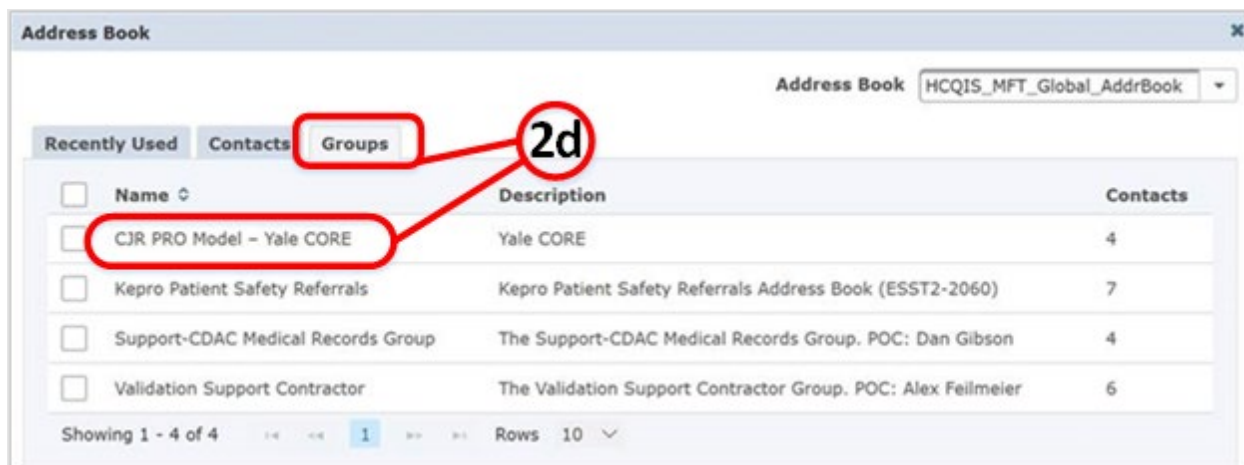 Address Book
Address Book HCQIS_MFT_Global_AddrBook
Recently Used Contacts Groups 2d
Name Description Contacts
CJR PRO Model – Yale CORE Yale CORE 4
Kepro Patient Safety Referrals Kepro Patient Safety Referrals Address Book (ESST2-2060) 7
Support-CDAC Medical Records Group The Support-CDAC Medical Records Group. POC: Dan Gibson 4
Validation Support Contractor The Validation Support Contractor Group. POC: Alex Feilmeier 6
Showing 1 - 4 of 4 1 Rows 10